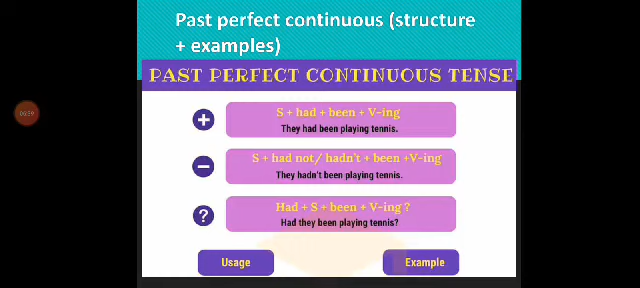 Past perfect continuous (structure
+ examples)
PAST PERFECT CONTINUOUS TENSE
+
S + had + been + V-ing
They had been playing tennis.
−
S + had not/ hadn't + been +V-ing
They hadn't been playing tennis.
?
Had + S + been + V-ing ?
Had they been playing tennis?
Usage
Example